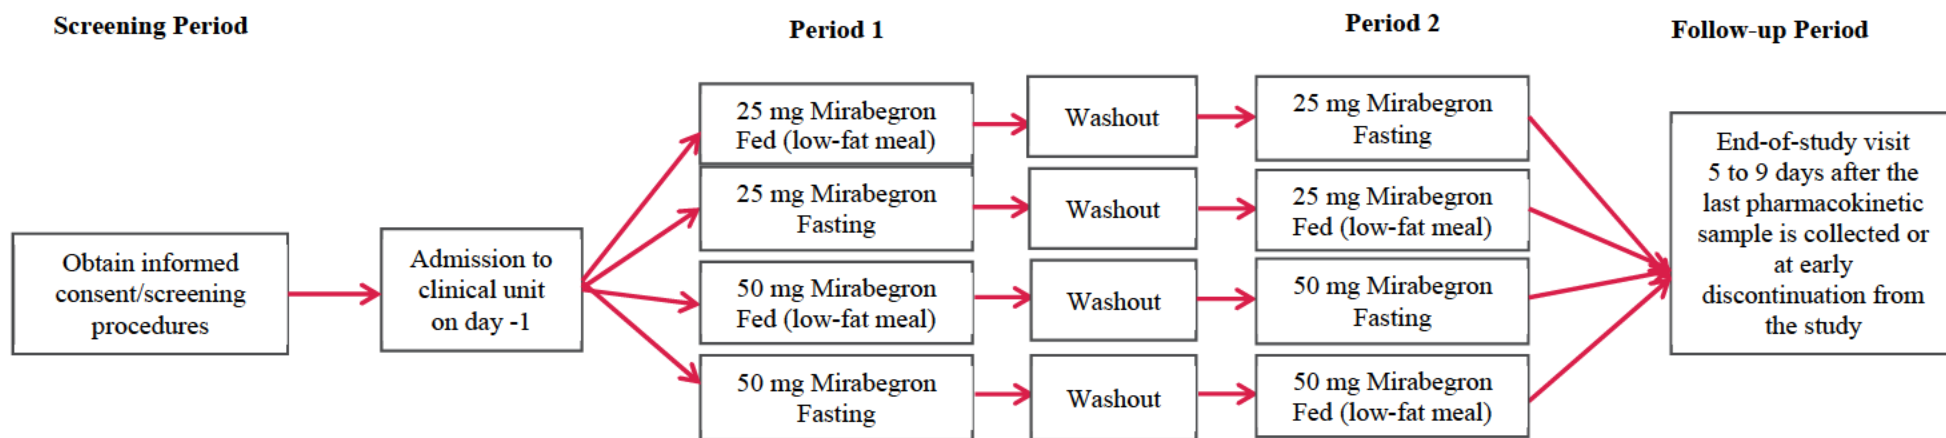 Screening Period
Period 1
Period 2
Follow-up Period
Obtain informed
consent/screening
procedures
Admission to
clinical unit
on day -1
25 mg Mirabegron
Fed (low-fat meal)
Washout
25 mg Mirabegron
Fasting
25 mg Mirabegron
Fasting
Washout
25 mg Mirabegron
Fed (low-fat meal)
50 mg Mirabegron
Fed (low-fat meal)
Washout
50 mg Mirabegron
Fasting
50 mg Mirabegron
Fasting
Washout
50 mg Mirabegron
Fed (low-fat meal)
End-of-study visit
5 to 9 days after the
last pharmacokinetic
sample is collected or
at early
discontinuation from
the study